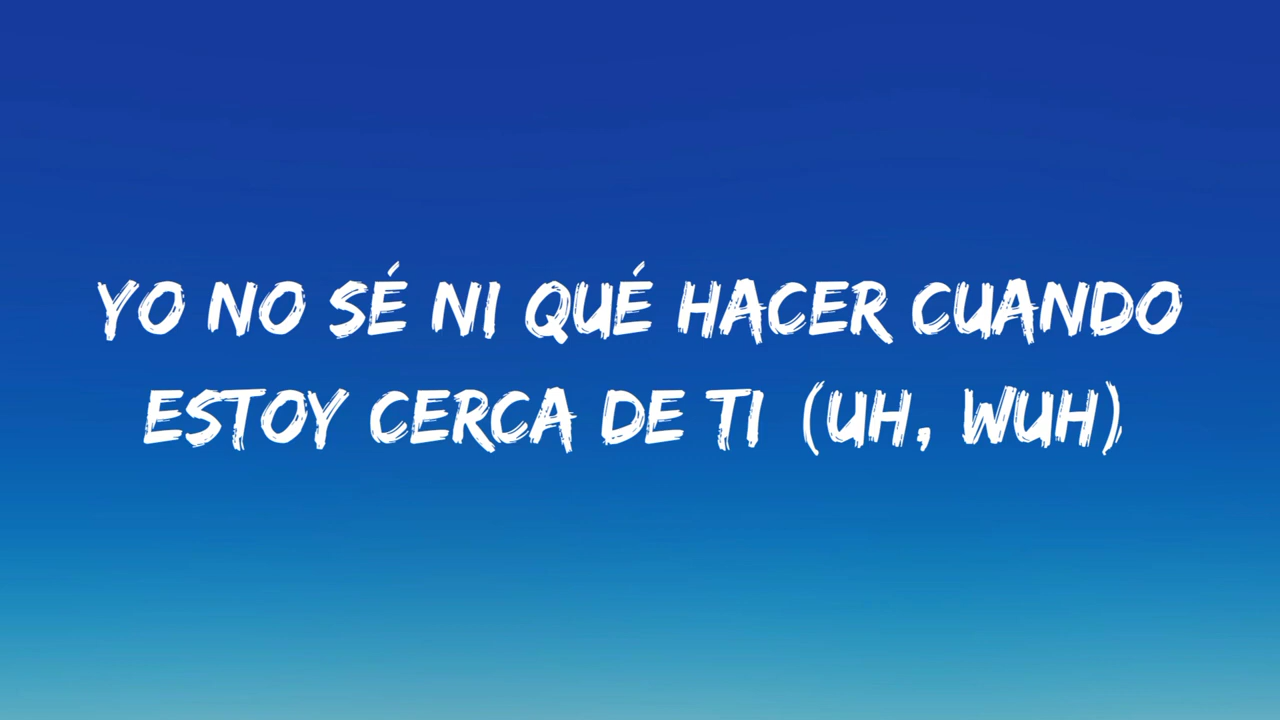 YO NO SÉ NI QUÉ HACER CUANDO
ESTOY CERCA DE TI (UH, WUH)